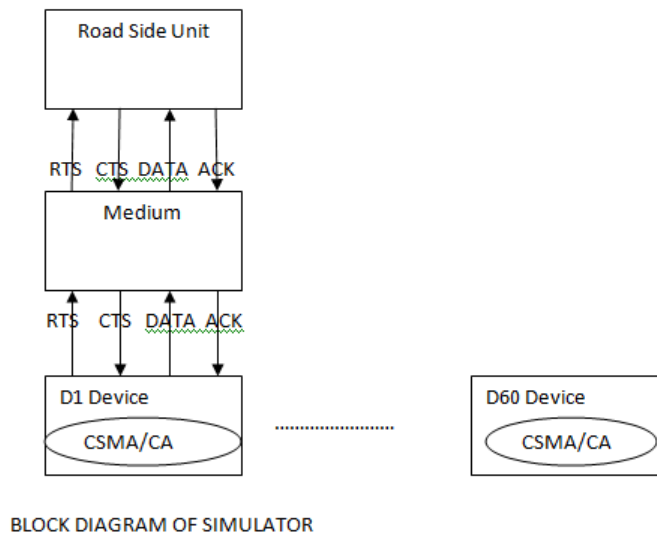 Road Side Unit
RTS CTS DATA ACK
Medium
RTS CTS DATA ACK
D1 Device
D60 Device
CSMA/CA
........................
CSMA/CA
BLOCK DIAGRAM OF SIMULATOR